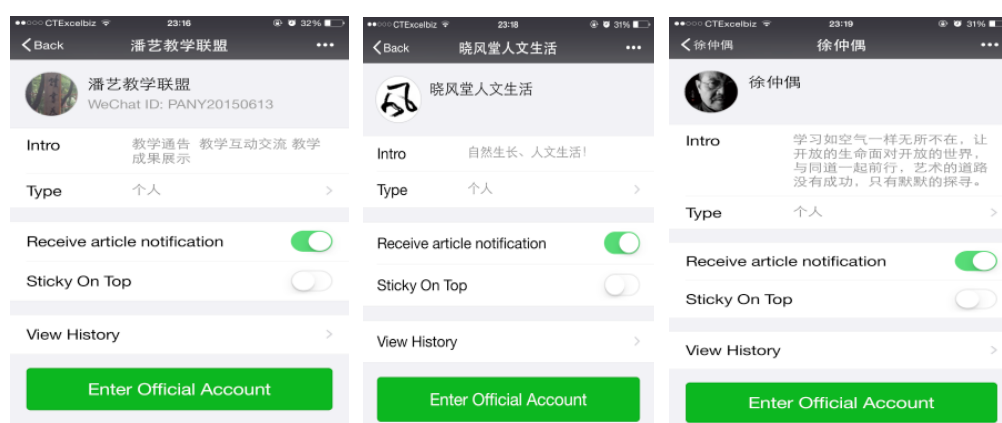 CTExcelbiz 23:16 32%
Back 潘艺教学联盟
潘艺教学联盟
WeChat ID: PANY20150613
Intro 教学通告 教学互动交流 教学
成果展示
Type 个人
Receive article notification
Sticky On Top
View History
Enter Official Account
CTExcelbiz 23:18 31%
Back 晓风堂人文生活
晓风堂人文生活
Intro 自然生长、人文生活!
Type 个人
Receive article notification
Sticky On Top
View History
Enter Official Account
CTExcelbiz 23:19 31%
徐仲偶 徐仲偶
徐仲偶
Intro 学习如空气一样无所不在，让
开放的生命面对开放的世界，
与同道一起前行，艺术的道路
没有成功，只有默默的探寻。
Type 个人
Receive article notification
Sticky On Top
View History
Enter Official Account